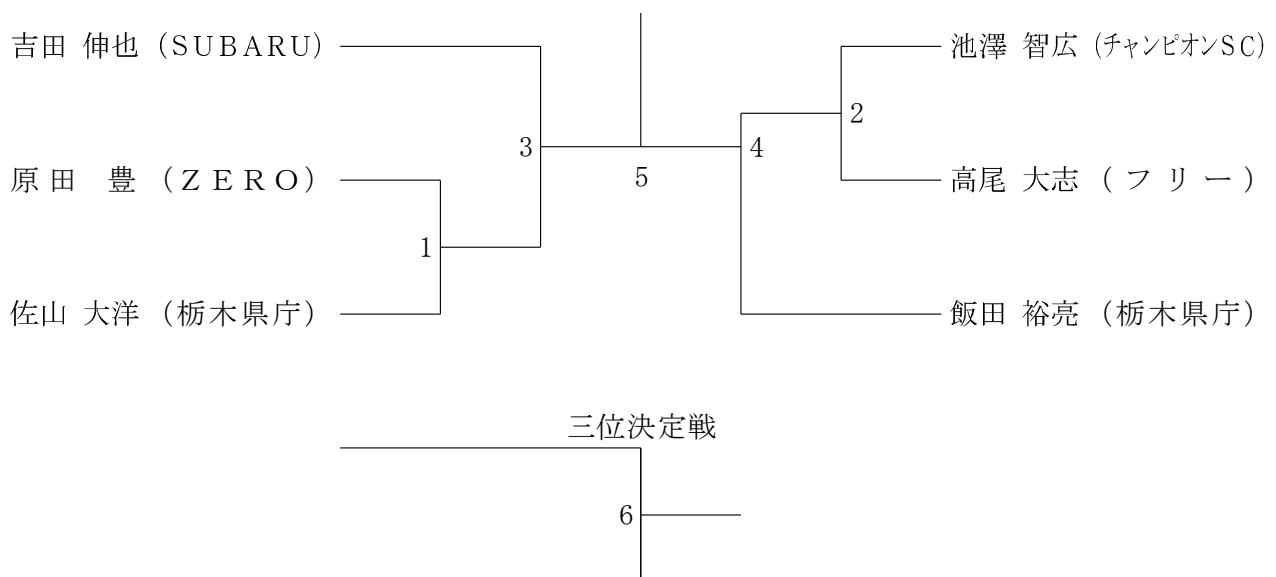 吉田 伸也 (SUBARU)
池澤 智広 (チャンピオンSC)
2
3
4
原田 豊 (ZERO)
5
高尾 大志 (フリー)
1
佐山 大洋 (栃木県庁)
飯田 裕亮 (栃木県庁)
三位決定戦
6